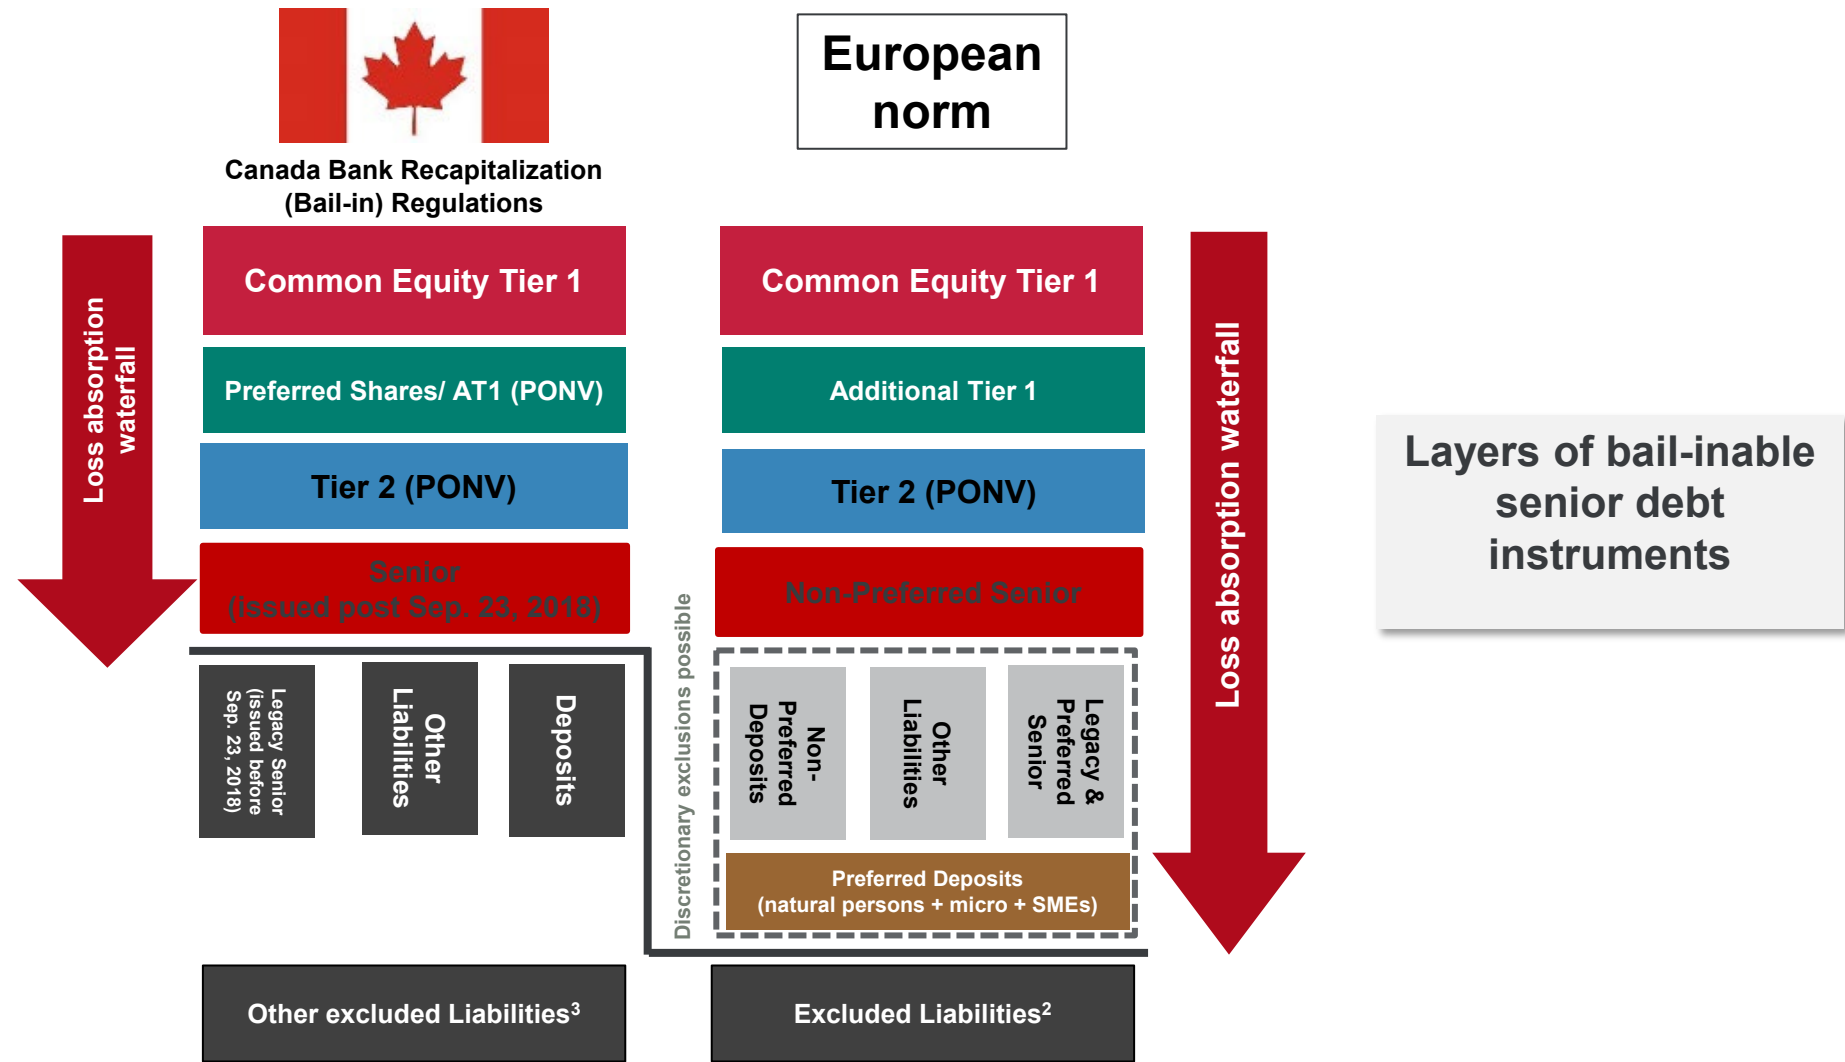 European
norm
Canada Bank Recapitalization
(Bail-in) Regulations
Loss absorption
waterfall
Common Equity Tier 1
Preferred Shares/ AT1 (PONV)
Tier 2 (PONV)
Senior
(issued post Sep. 23, 2018)
Legacy Senior
(issued before
Sep. 23, 2018)
Other
Liabilities
Deposits
Other excluded Liabilities³
Discretionary exclusions possible
Common Equity Tier 1
Additional Tier 1
Tier 2 (PONV)
Non-Preferred Senior
Non-
Preferred
Deposits
Other
Liabilities
Legacy &
Preferred
Senior
Preferred Deposits
(natural persons + micro + SMEs)
Excluded Liabilities²
Loss absorption waterfall
Layers of bail-inable
senior debt
instruments